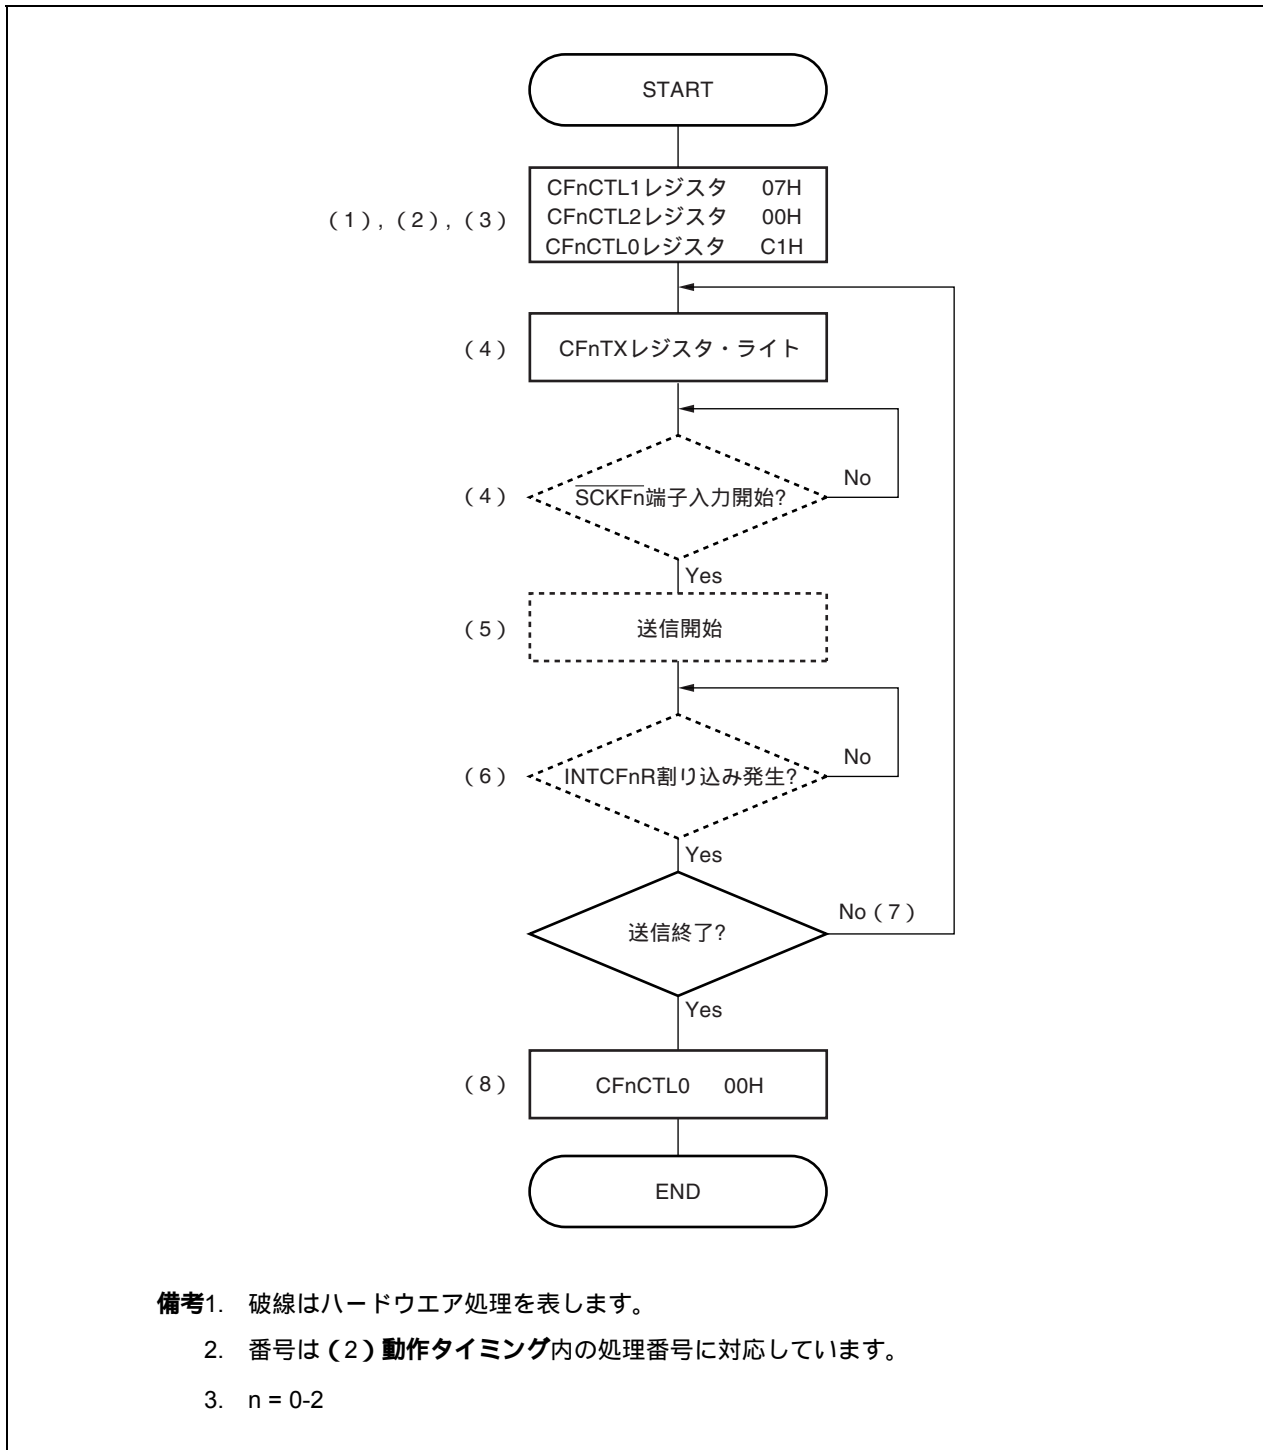 START
CFnCTL1レジスタ 07H
(1), (2), (3) CFnCTL2レジスタ 00H
CFnCTL0レジスタ C1H
(4) CFnTXレジスタ・ライト
(4) SCKFn端子入力開始? No
Yes
(5) 送信開始
(6) INTCFnR割り込み発生? No
Yes
送信終了? No(7)
Yes
(8) CFnCTL0 00H
END
備考1. 破線はハードウエア処理を表します。
2. 番号は(2)動作タイミング内の処理番号に対応しています。
3. n = 0-2